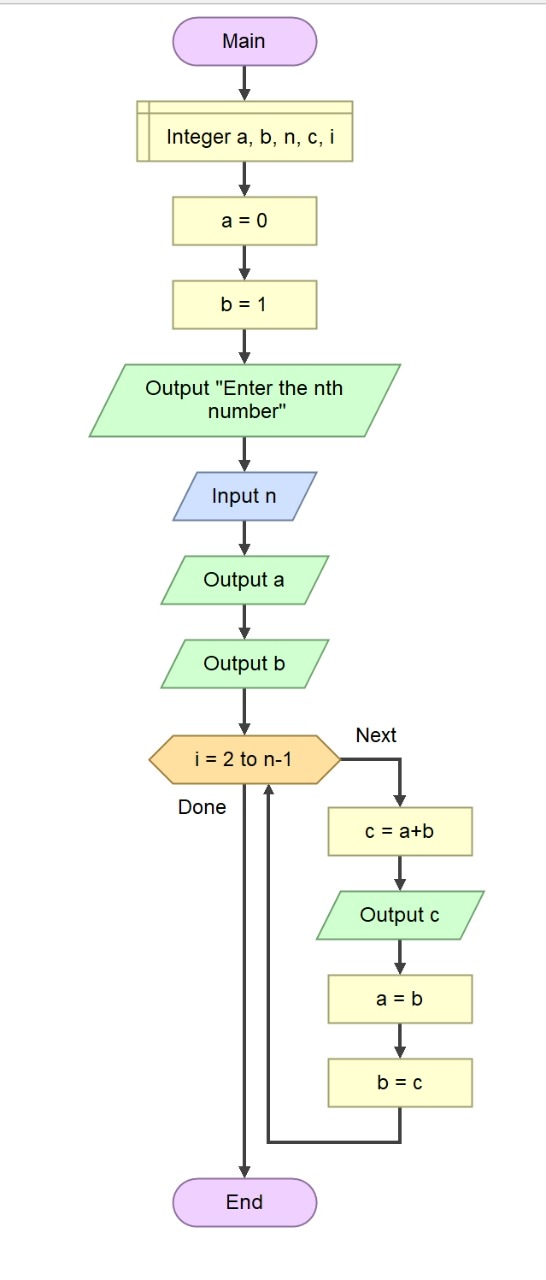 Main
Integer a, b, n, c, i
a = 0
b = 1
Output "Enter the nth
number"
Input n
Output a
Output b
i = 2 to n-1
Next
Done
c = a+b
Output c
a = b
b = c
End